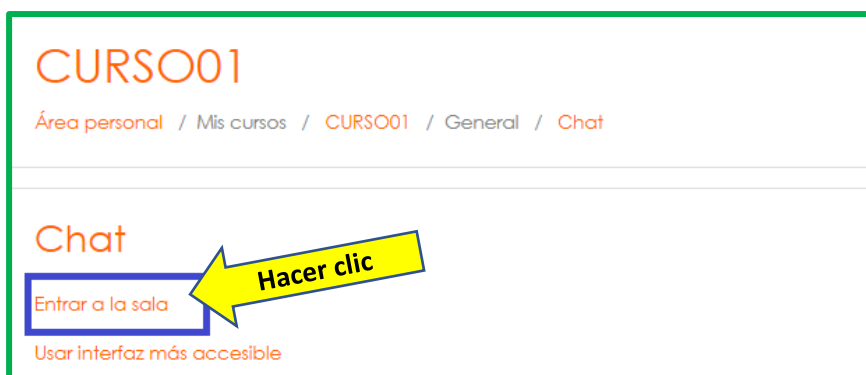 CURSO01
Área personal / Mis cursos / CURSO01 / General / Chat
Chat
Hacer clic
Entrar a la sala
Usar interfaz más accesible